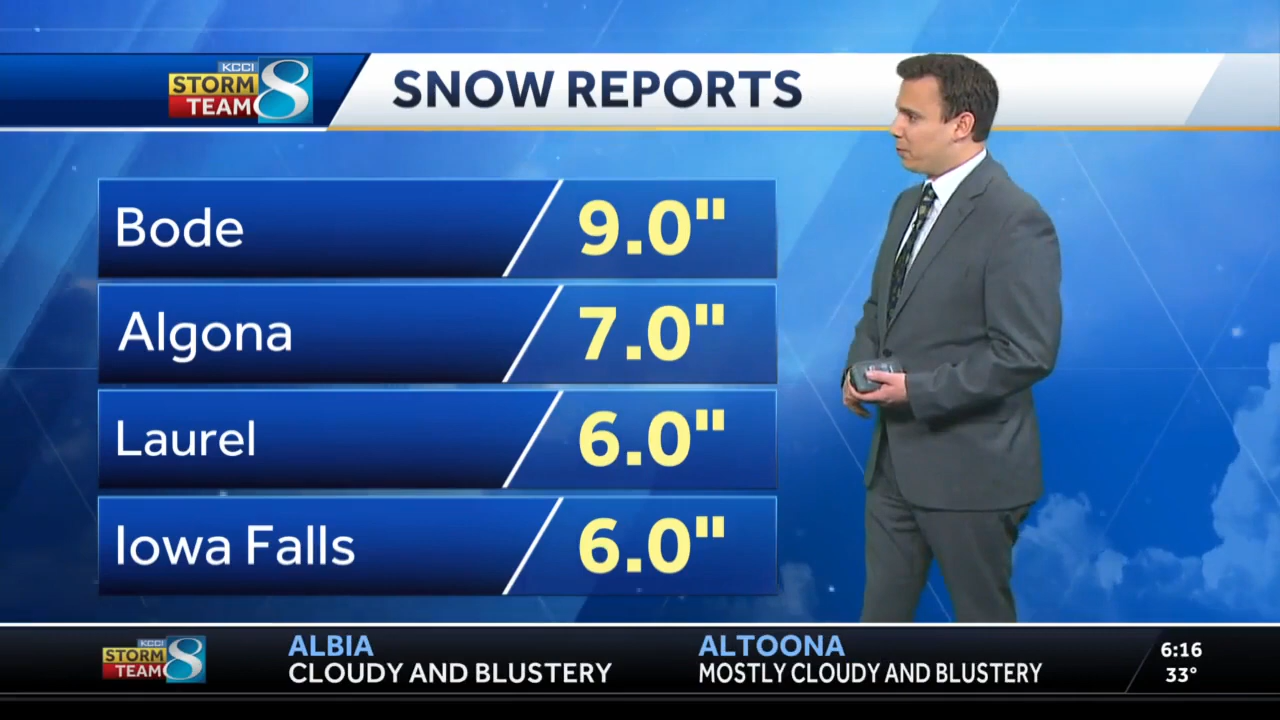 KCCI
STORM
TEAM 8
SNOW REPORTS
Bode 9.0"
Algona 7.0"
Laurel 6.0"
Iowa Falls 6.0"
KCCI
STORM
TEAM 8
ALBIA
CLOUDY AND BLUSTERY
ALTOONA
MOSTLY CLOUDY AND BLUSTERY
6:16
33°